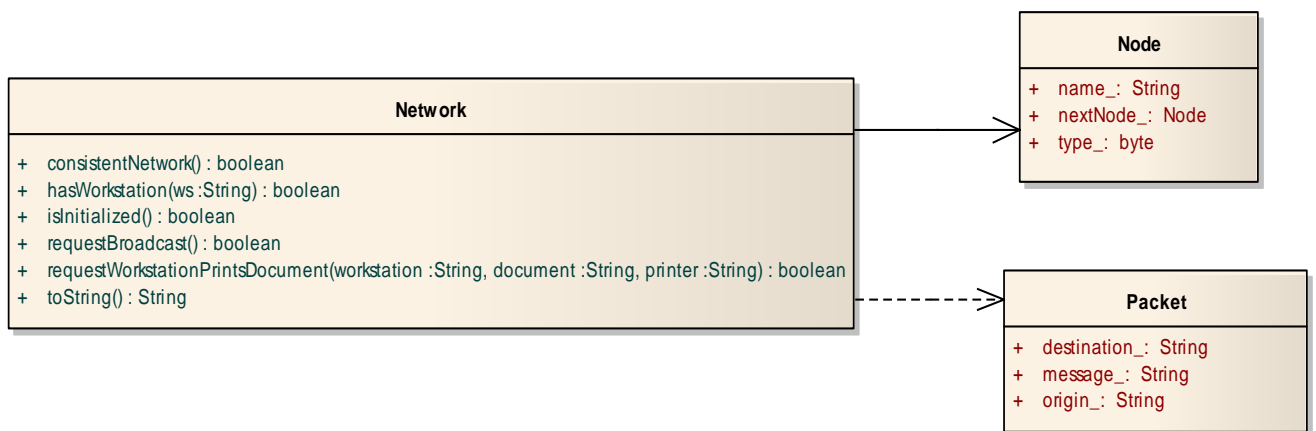 Network
+ consistentNetwork() : boolean
+ hasWorkstation(ws :String) : boolean
+ isInitialized() : boolean
+ requestBroadcast() : boolean
+ requestWorkstationPrintsDocument(workstation :String, document :String, printer :String) : boolean
+ toString() : String
Node
+ name_: String
+ nextNode_: Node
+ type_: byte
Packet
+ destination_: String
+ message_: String
+ origin_: String